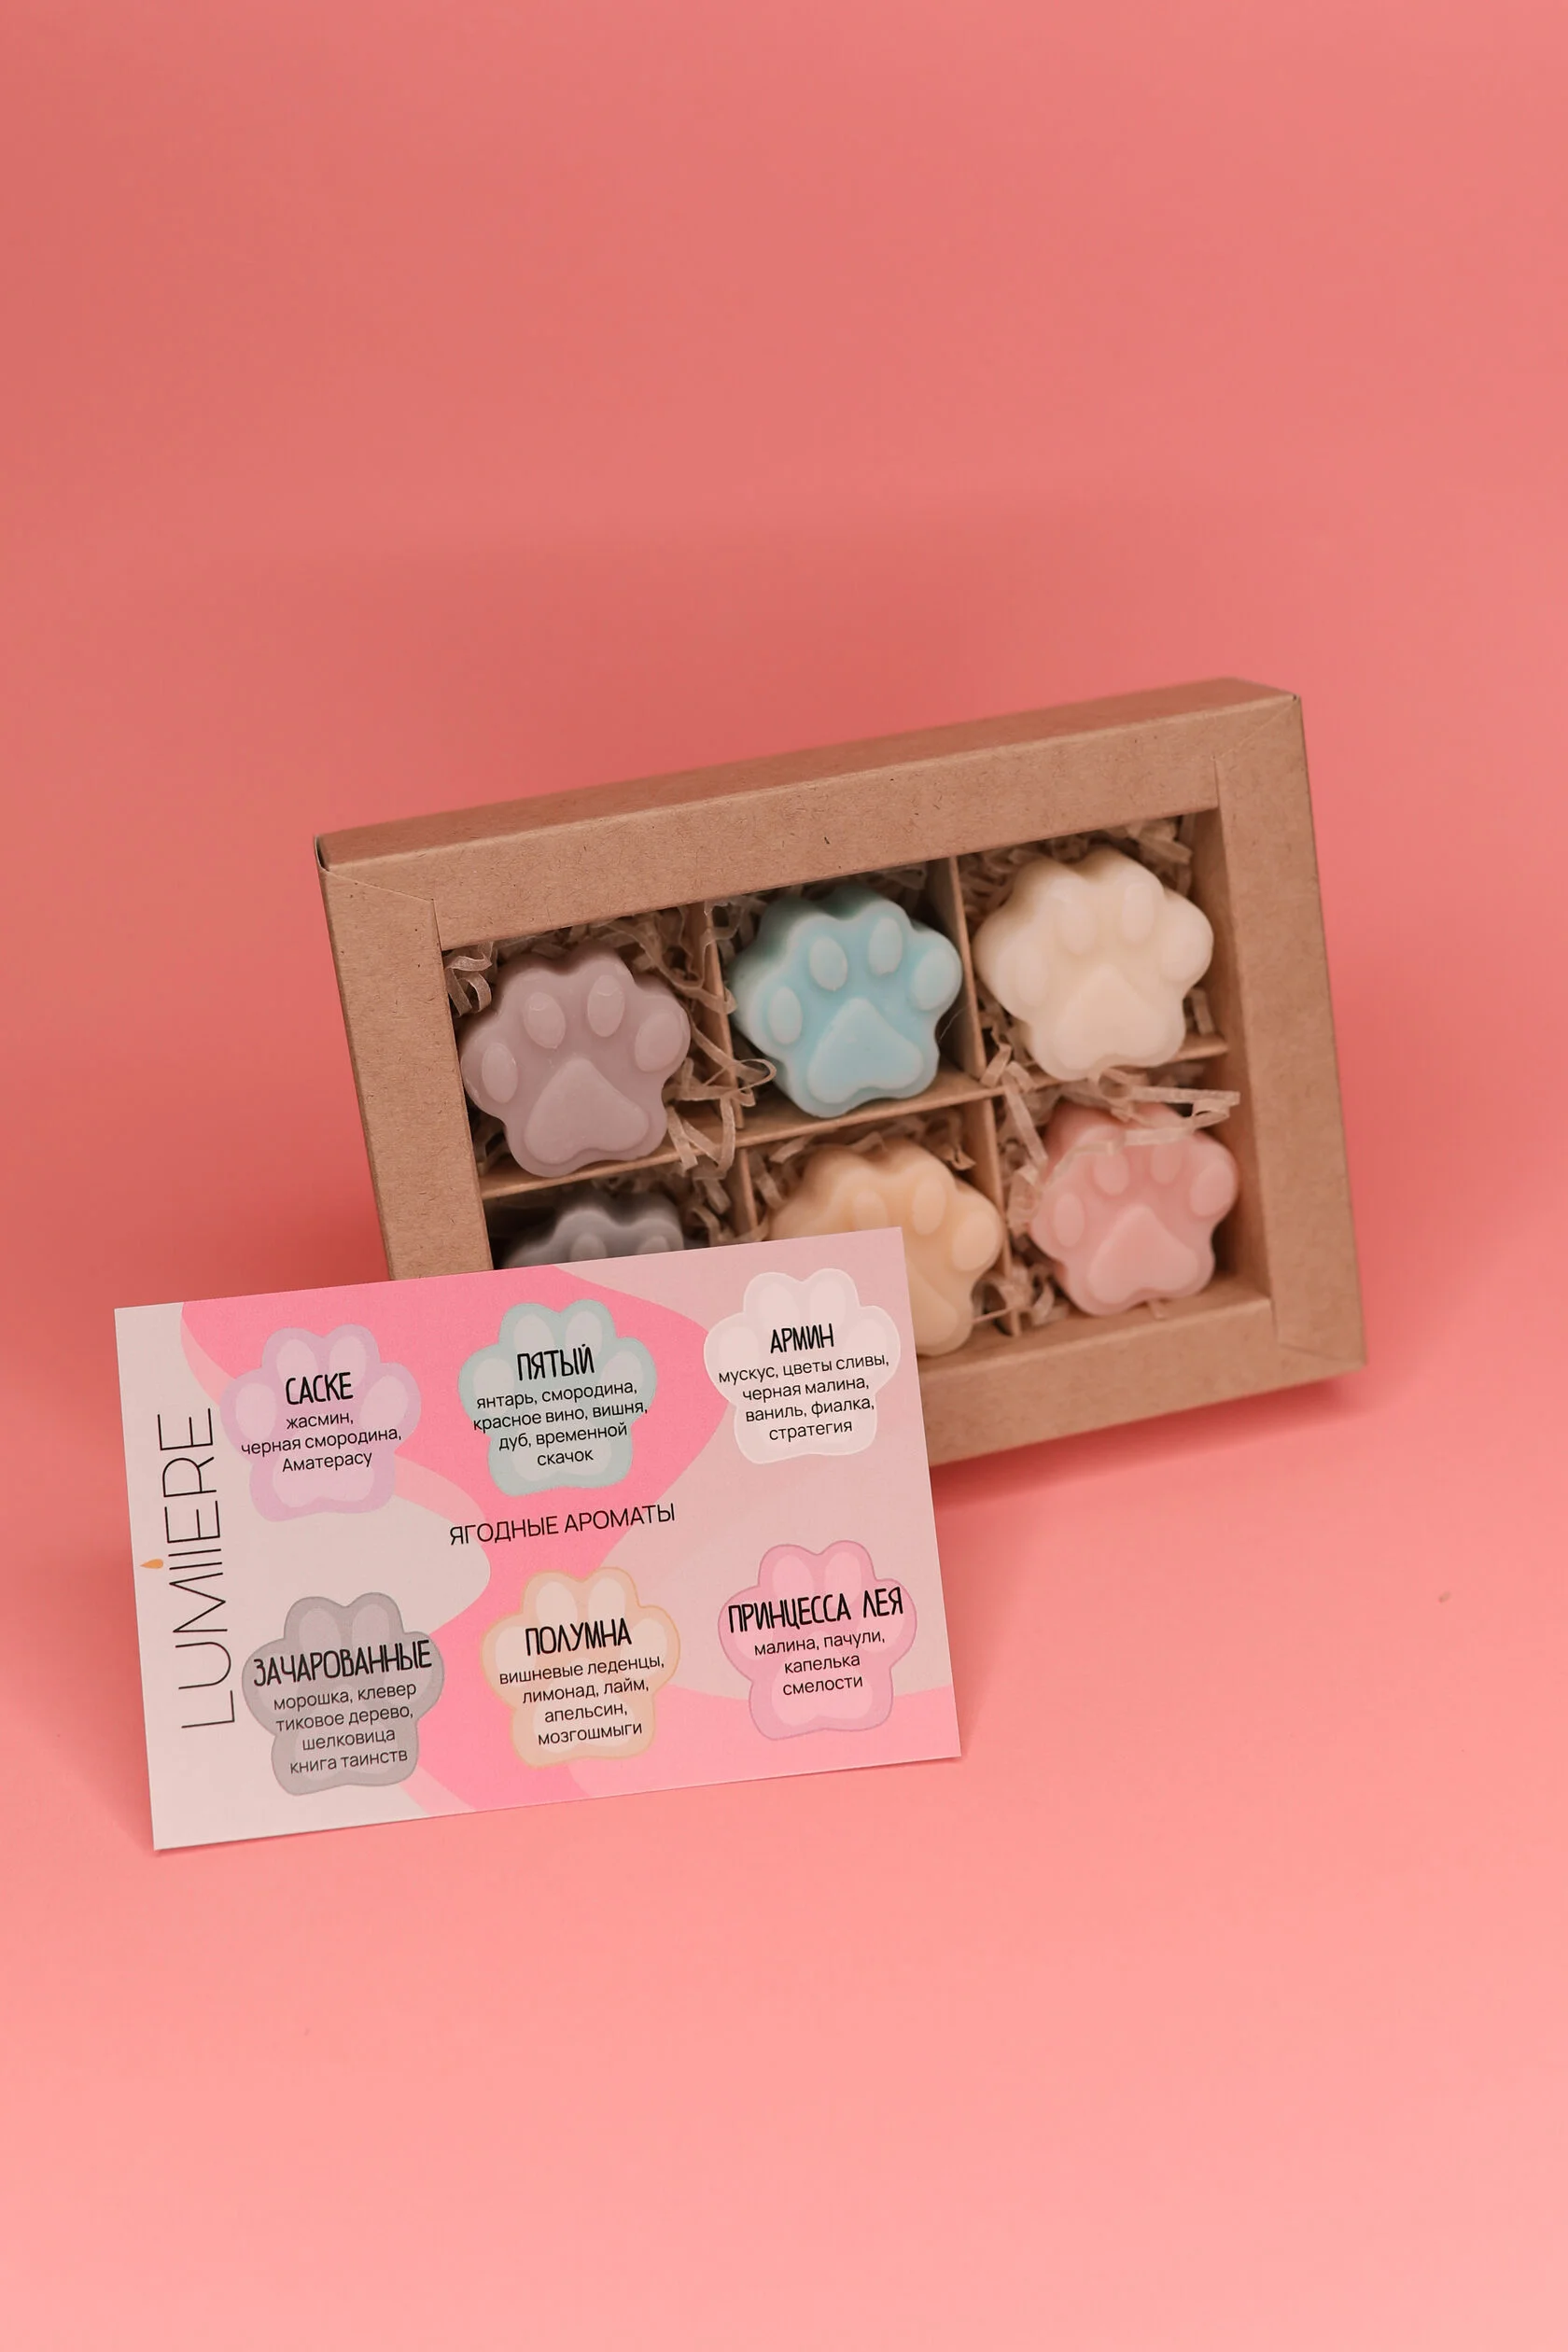 LUMIIERE
САСКЕ
жасмин,
черная смородина,
Аматерасу
ПЯТЫЙ
янтарь, смородина,
красное вино, вишня,
дуб, временной
скачок
АРМИН
мускус, цветы сливы,
черная малина,
ваниль, фиалка,
стратегия
ЯГОДНЫЕ АРОМАТЫ
ЗАЧАРОВАННЫЕ
морошка, клевер
тиковое дерево,
шелковица
книга таинств
ПОЛУМНА
вишневые леденцы,
лимонад, лайм,
апельсин,
мозгошмыги
ПРИНЦЕССА ЛЕЯ
малина, пачули,
капелька
смелости